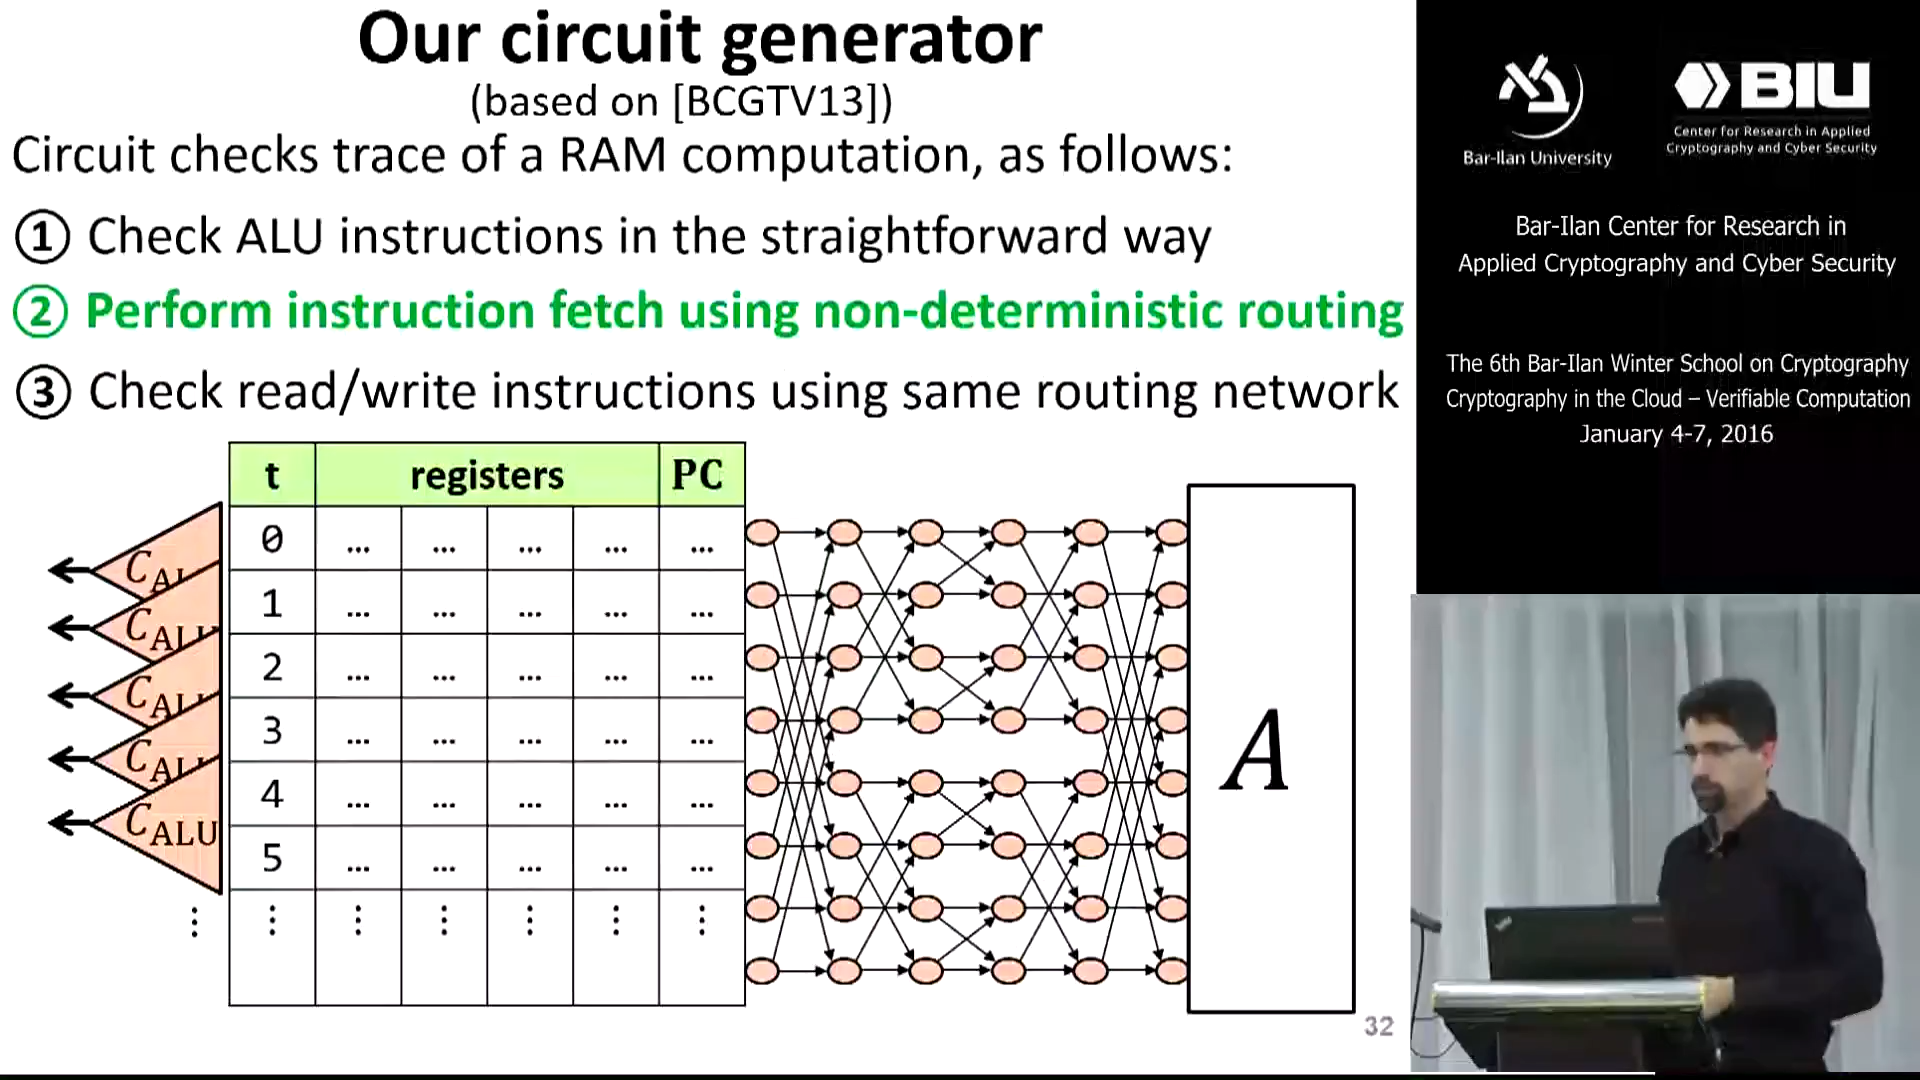 Our circuit generator
(based on [BCGTV13])
Circuit checks trace of a RAM computation, as follows:
① Check ALU instructions in the straightforward way
② Perform instruction fetch using non-deterministic routing
③ Check read/write instructions using same routing network
t registers PC
0 ... ... ... ... ...
1 ... ... ... ... ...
2 ... ... ... ... ...
3 ... ... ... ... ...
4 ... ... ... ... ...
5 ... ... ... ... ...
⋮ ⋮ ⋮ ⋮ ⋮ ⋮ ⋮
C ALU
A
32
Bar-Ilan University
BIU
Center for Research in Applied
Cryptography and Cyber Security
Bar-Ilan Center for Research in
Applied Cryptography and Cyber Security
The 6th Bar-Ilan Winter School on Cryptography
Cryptography in the Cloud – Verifiable Computation
January 4-7, 2016